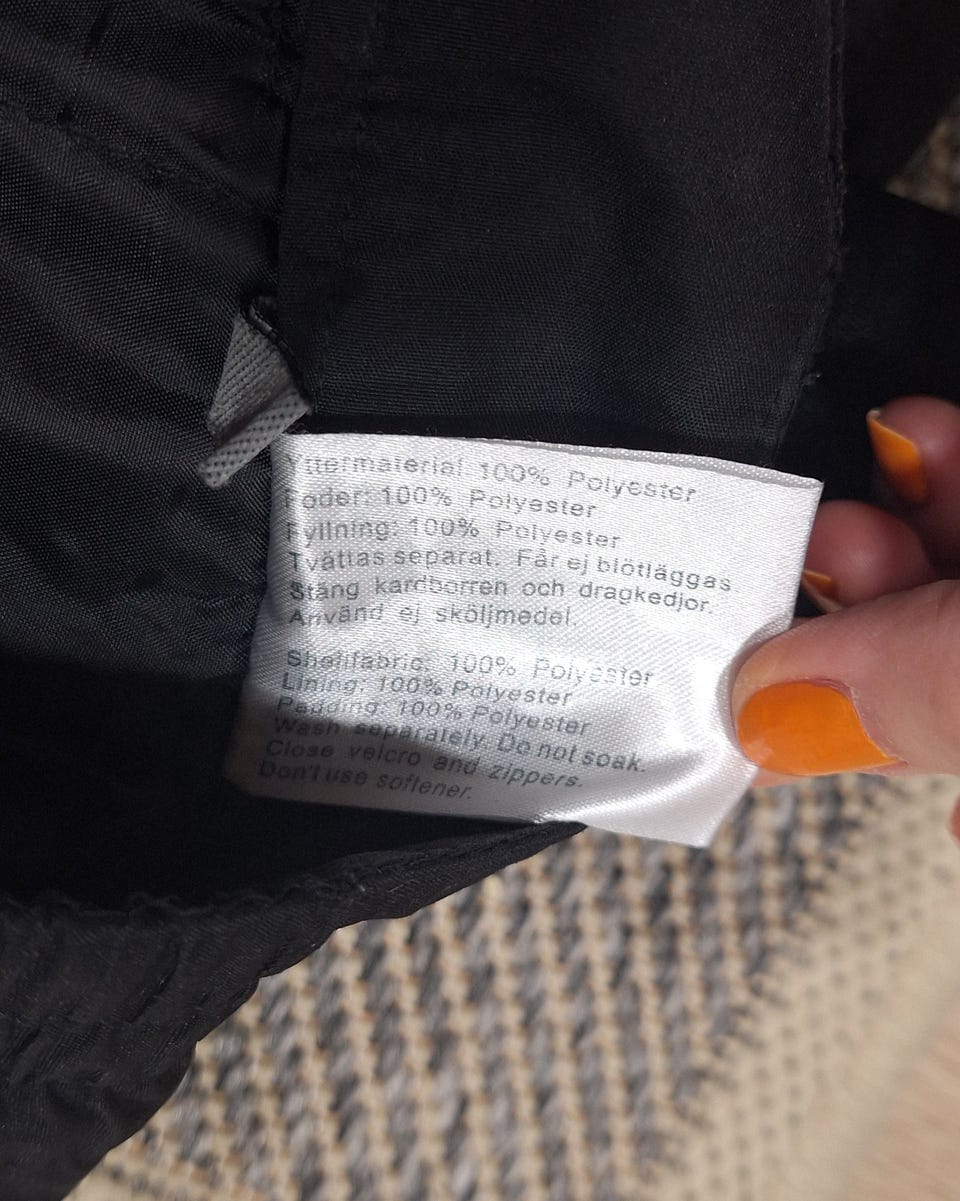 Yttermaterial: 100% Polyester
Foder: 100% Polyester
Fyllning: 100% Polyester
Tvättas separat. Får ej blötläggas
Stäng kardborren och dragkedjor.
Använd ej sköljmedel.
Shellfabric: 100% Polyester
Lining: 100% Polyester
Padding: 100% Polyester
Wash separately. Do not soak.
Close velcro and zippers.
Don't use softener.